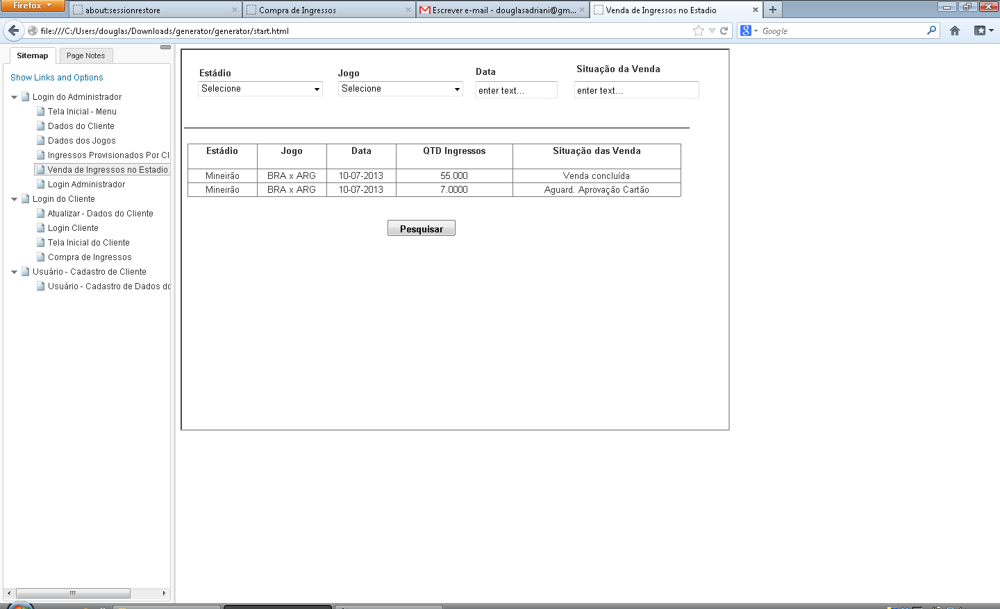 Firefox
about:sessionrestore
Compra de Ingressos
Escrever e-mail - douglasadriani@gm...
Venda de Ingressos no Estadio
file:///C:/Users/douglas/Downloads/generator/generator/start.html
Google
Sitemap
Page Notes
Show Links and Options
Login do Administrador
Tela Inicial - Menu
Dados do Cliente
Dados dos Jogos
Ingressos Provisionados Por Cl
Venda de Ingressos no Estadio
Login Administrador
Login do Cliente
Atualizar - Dados do Cliente
Login Cliente
Tela Inicial do Cliente
Compra de Ingressos
Usuário - Cadastro de Cliente
Usuário - Cadastro de Dados do
Estádio Jogo Data Situação da Venda
Selecione Selecione enter text... enter text...
Estádio Jogo Data QTD Ingressos Situação das Venda
Mineirão BRA x ARG 10-07-2013 55.000 Venda concluída
Mineirão BRA x ARG 10-07-2013 7.0000 Aguard. Aprovação Cartão
Pesquisar